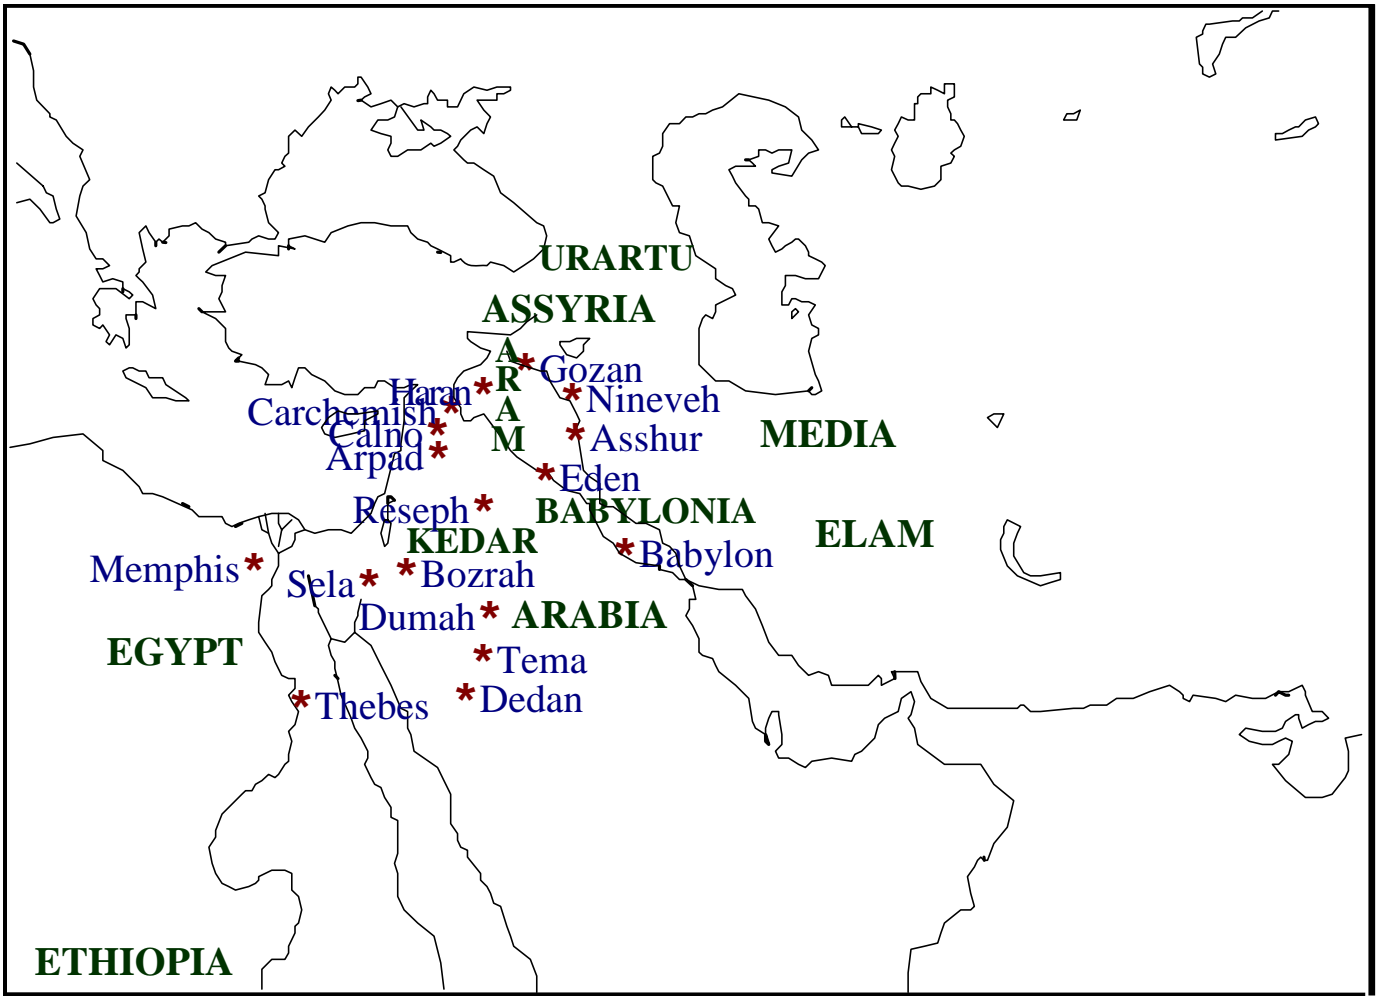 URARTU
ASSYRIA
ARAM
Gozan
Haran
Nineveh
Carchemish
Calno
Asshur
MEDIA
Arpad
Eden
Reseph
BABYLONIA
ELAM
KEDAR
Babylon
Memphis
Sela
Bozrah
Dumah
ARABIA
EGYPT
Tema
Thebes
Dedan
ETHIOPIA